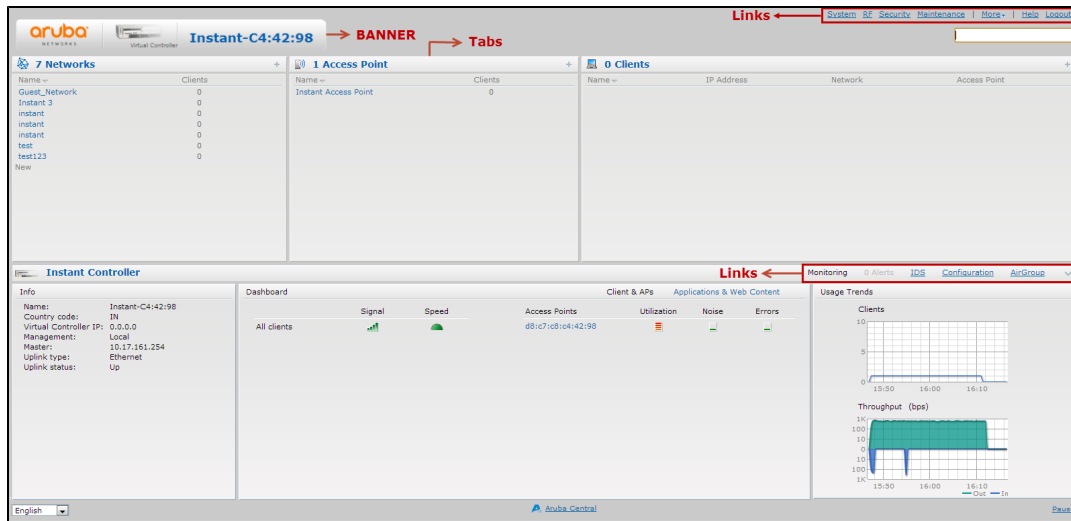 Links
System RF Security Maintenance | More | Help Logout
aruba
NETWORKS
Virtual Controller
Instant-C4:42:98
BANNER
Tabs
7 Networks +
Name Clients
Guest_Network 0
Instant 3 0
instant 0
instant 0
instant 0
test 0
test123 0
New
1 Access Point +
Name Clients
Instant Access Point 0
0 Clients +
Name IP Address Network Access Point
Instant Controller
Links
Monitoring 0 Alerts IDS Configuration AirGroup
Info
Name: Instant-C4:42:98
Country code: IN
Virtual Controller IP: 0.0.0.0
Management: Local
Master: 10.17.161.254
Uplink type: Ethernet
Uplink status: Up
Dashboard Client & APs Applications & Web Content
Signal Speed
All clients
Access Points Utilization Noise Errors
d8:c7:c8:c4:42:98
Usage Trends
Clients
10
5
0
15:50 16:00 16:10
Throughput (bps)
1K
100
10
0
10
100
1K
15:50 16:00 16:10
Out In
English
Aruba Central
Paus